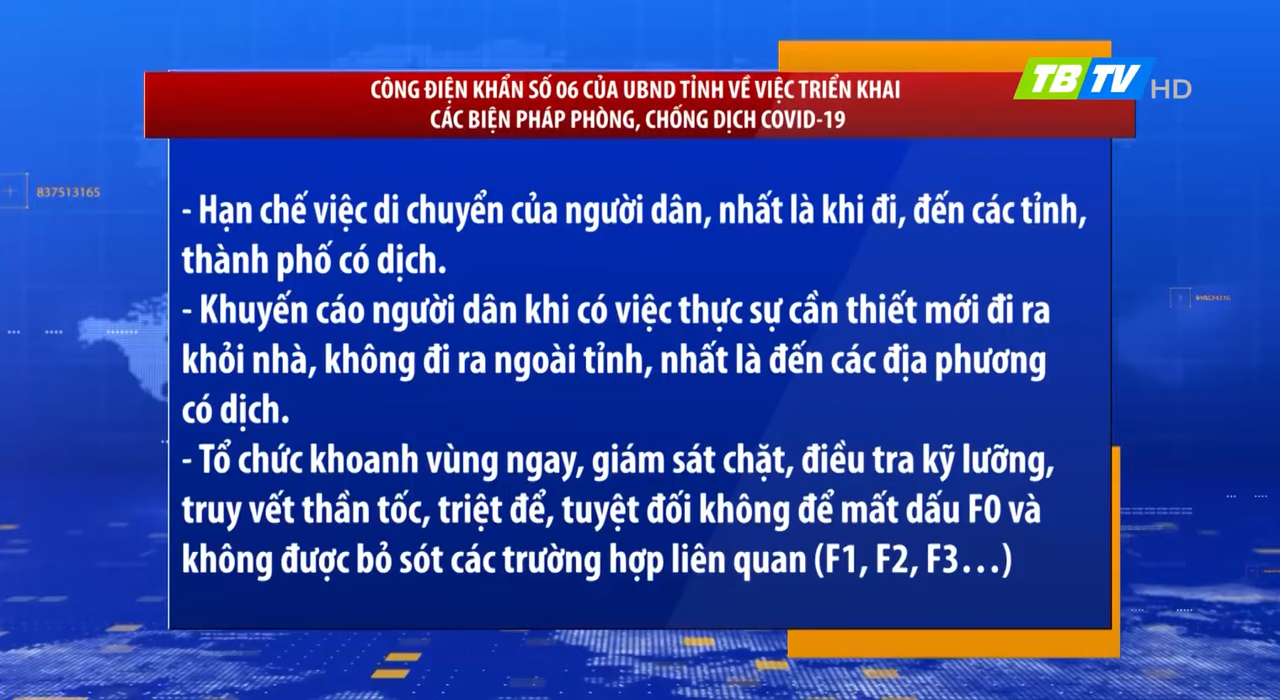 CÔNG ĐIỆN KHẨN SỐ 06 CỦA UBND TỈNH VỀ VIỆC TRIỂN KHAI
CÁC BIỆN PHÁP PHÒNG, CHỐNG DỊCH COVID-19
TBTV HD
837513165
- Hạn chế việc di chuyển của người dân, nhất là khi đi, đến các tỉnh,
thành phố có dịch.
- Khuyến cáo người dân khi có việc thực sự cần thiết mới đi ra
khỏi nhà, không đi ra ngoài tỉnh, nhất là đến các địa phương
có dịch.
- Tổ chức khoanh vùng ngay, giám sát chặt, điều tra kỹ lưỡng,
truy vết thần tốc, triệt để, tuyệt đối không để mất dấu F0 và
không được bỏ sót các trường hợp liên quan (F1, F2, F3...)